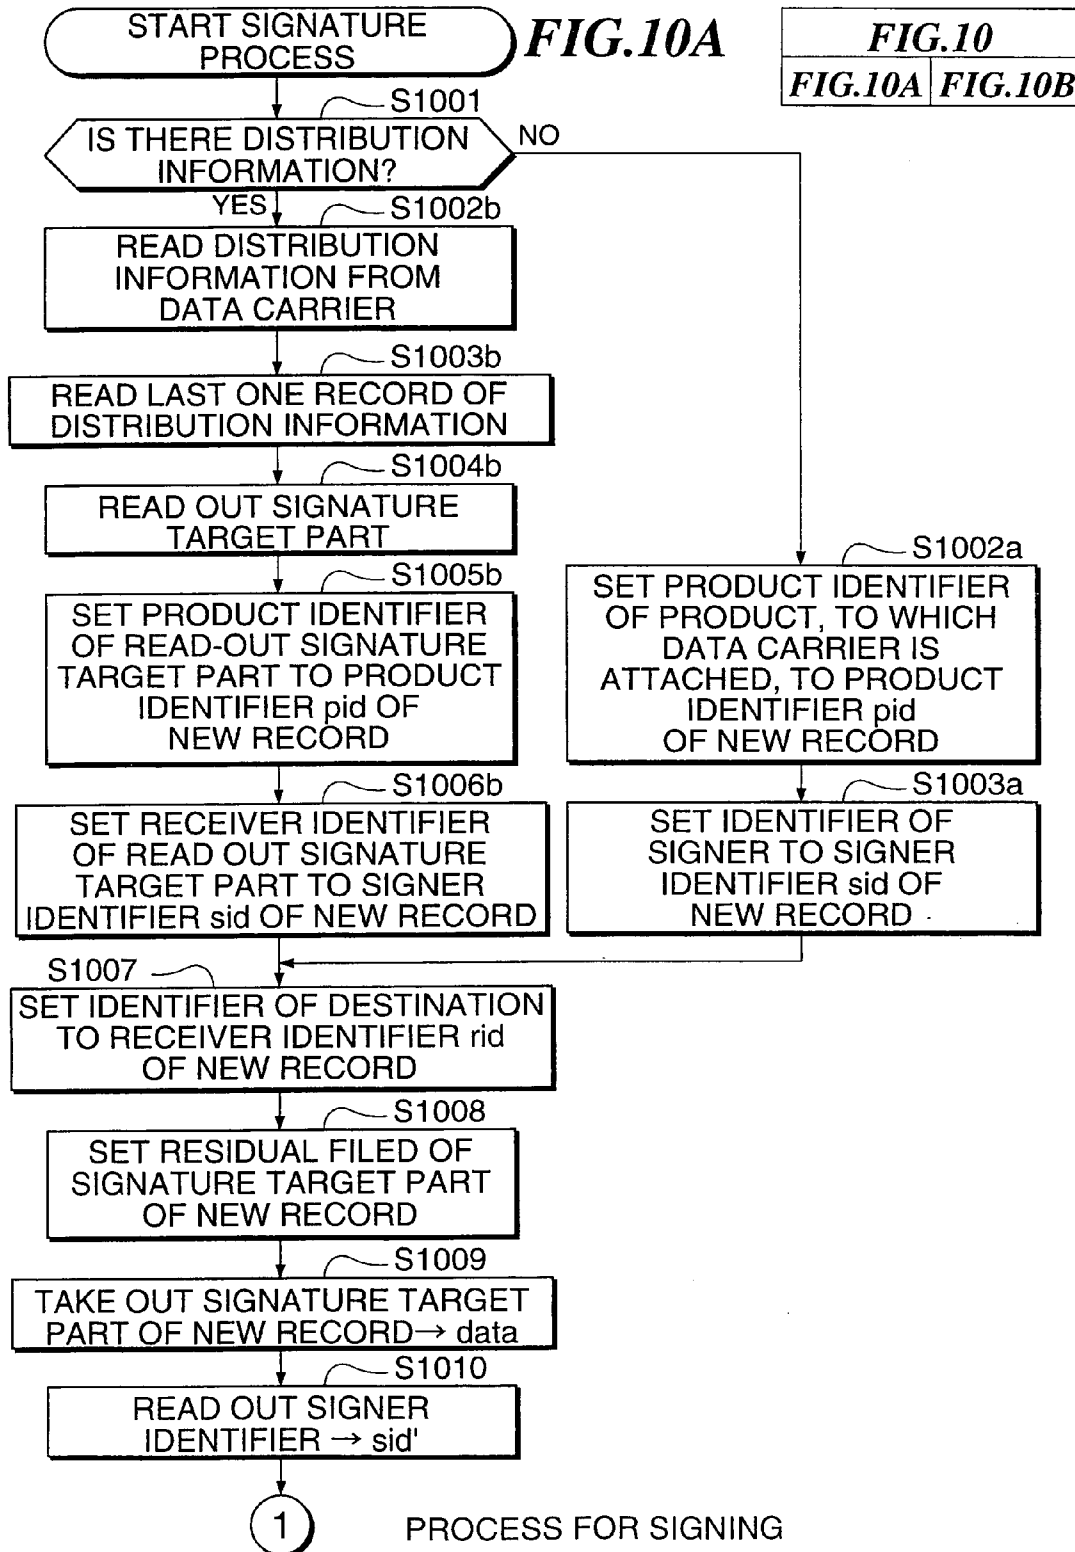 START SIGNATURE
PROCESS
FIG.10A
FIG.10
FIG.10A FIG.10B
S1001
IS THERE DISTRIBUTION
INFORMATION?
NO
YES
S1002b
READ DISTRIBUTION
INFORMATION FROM
DATA CARRIER
S1003b
READ LAST ONE RECORD OF
DISTRIBUTION INFORMATION
S1004b
READ OUT SIGNATURE
TARGET PART
S1005b
SET PRODUCT IDENTIFIER
OF READ-OUT SIGNATURE
TARGET PART TO PRODUCT
IDENTIFIER pid OF
NEW RECORD
S1006b
SET RECEIVER IDENTIFIER
OF READ OUT SIGNATURE
TARGET PART TO SIGNER
IDENTIFIER sid OF NEW RECORD
S1002a
SET PRODUCT IDENTIFIER
OF PRODUCT, TO WHICH
DATA CARRIER IS
ATTACHED, TO PRODUCT
IDENTIFIER pid
OF NEW RECORD
S1003a
SET IDENTIFIER OF
SIGNER TO SIGNER
IDENTIFIER sid OF
NEW RECORD
S1007
SET IDENTIFIER OF DESTINATION
TO RECEIVER IDENTIFIER rid
OF NEW RECORD
S1008
SET RESIDUAL FILED OF
SIGNATURE TARGET PART
OF NEW RECORD
S1009
TAKE OUT SIGNATURE TARGET
PART OF NEW RECORD→ data
S1010
READ OUT SIGNER
IDENTIFIER → sid'
1
PROCESS FOR SIGNING